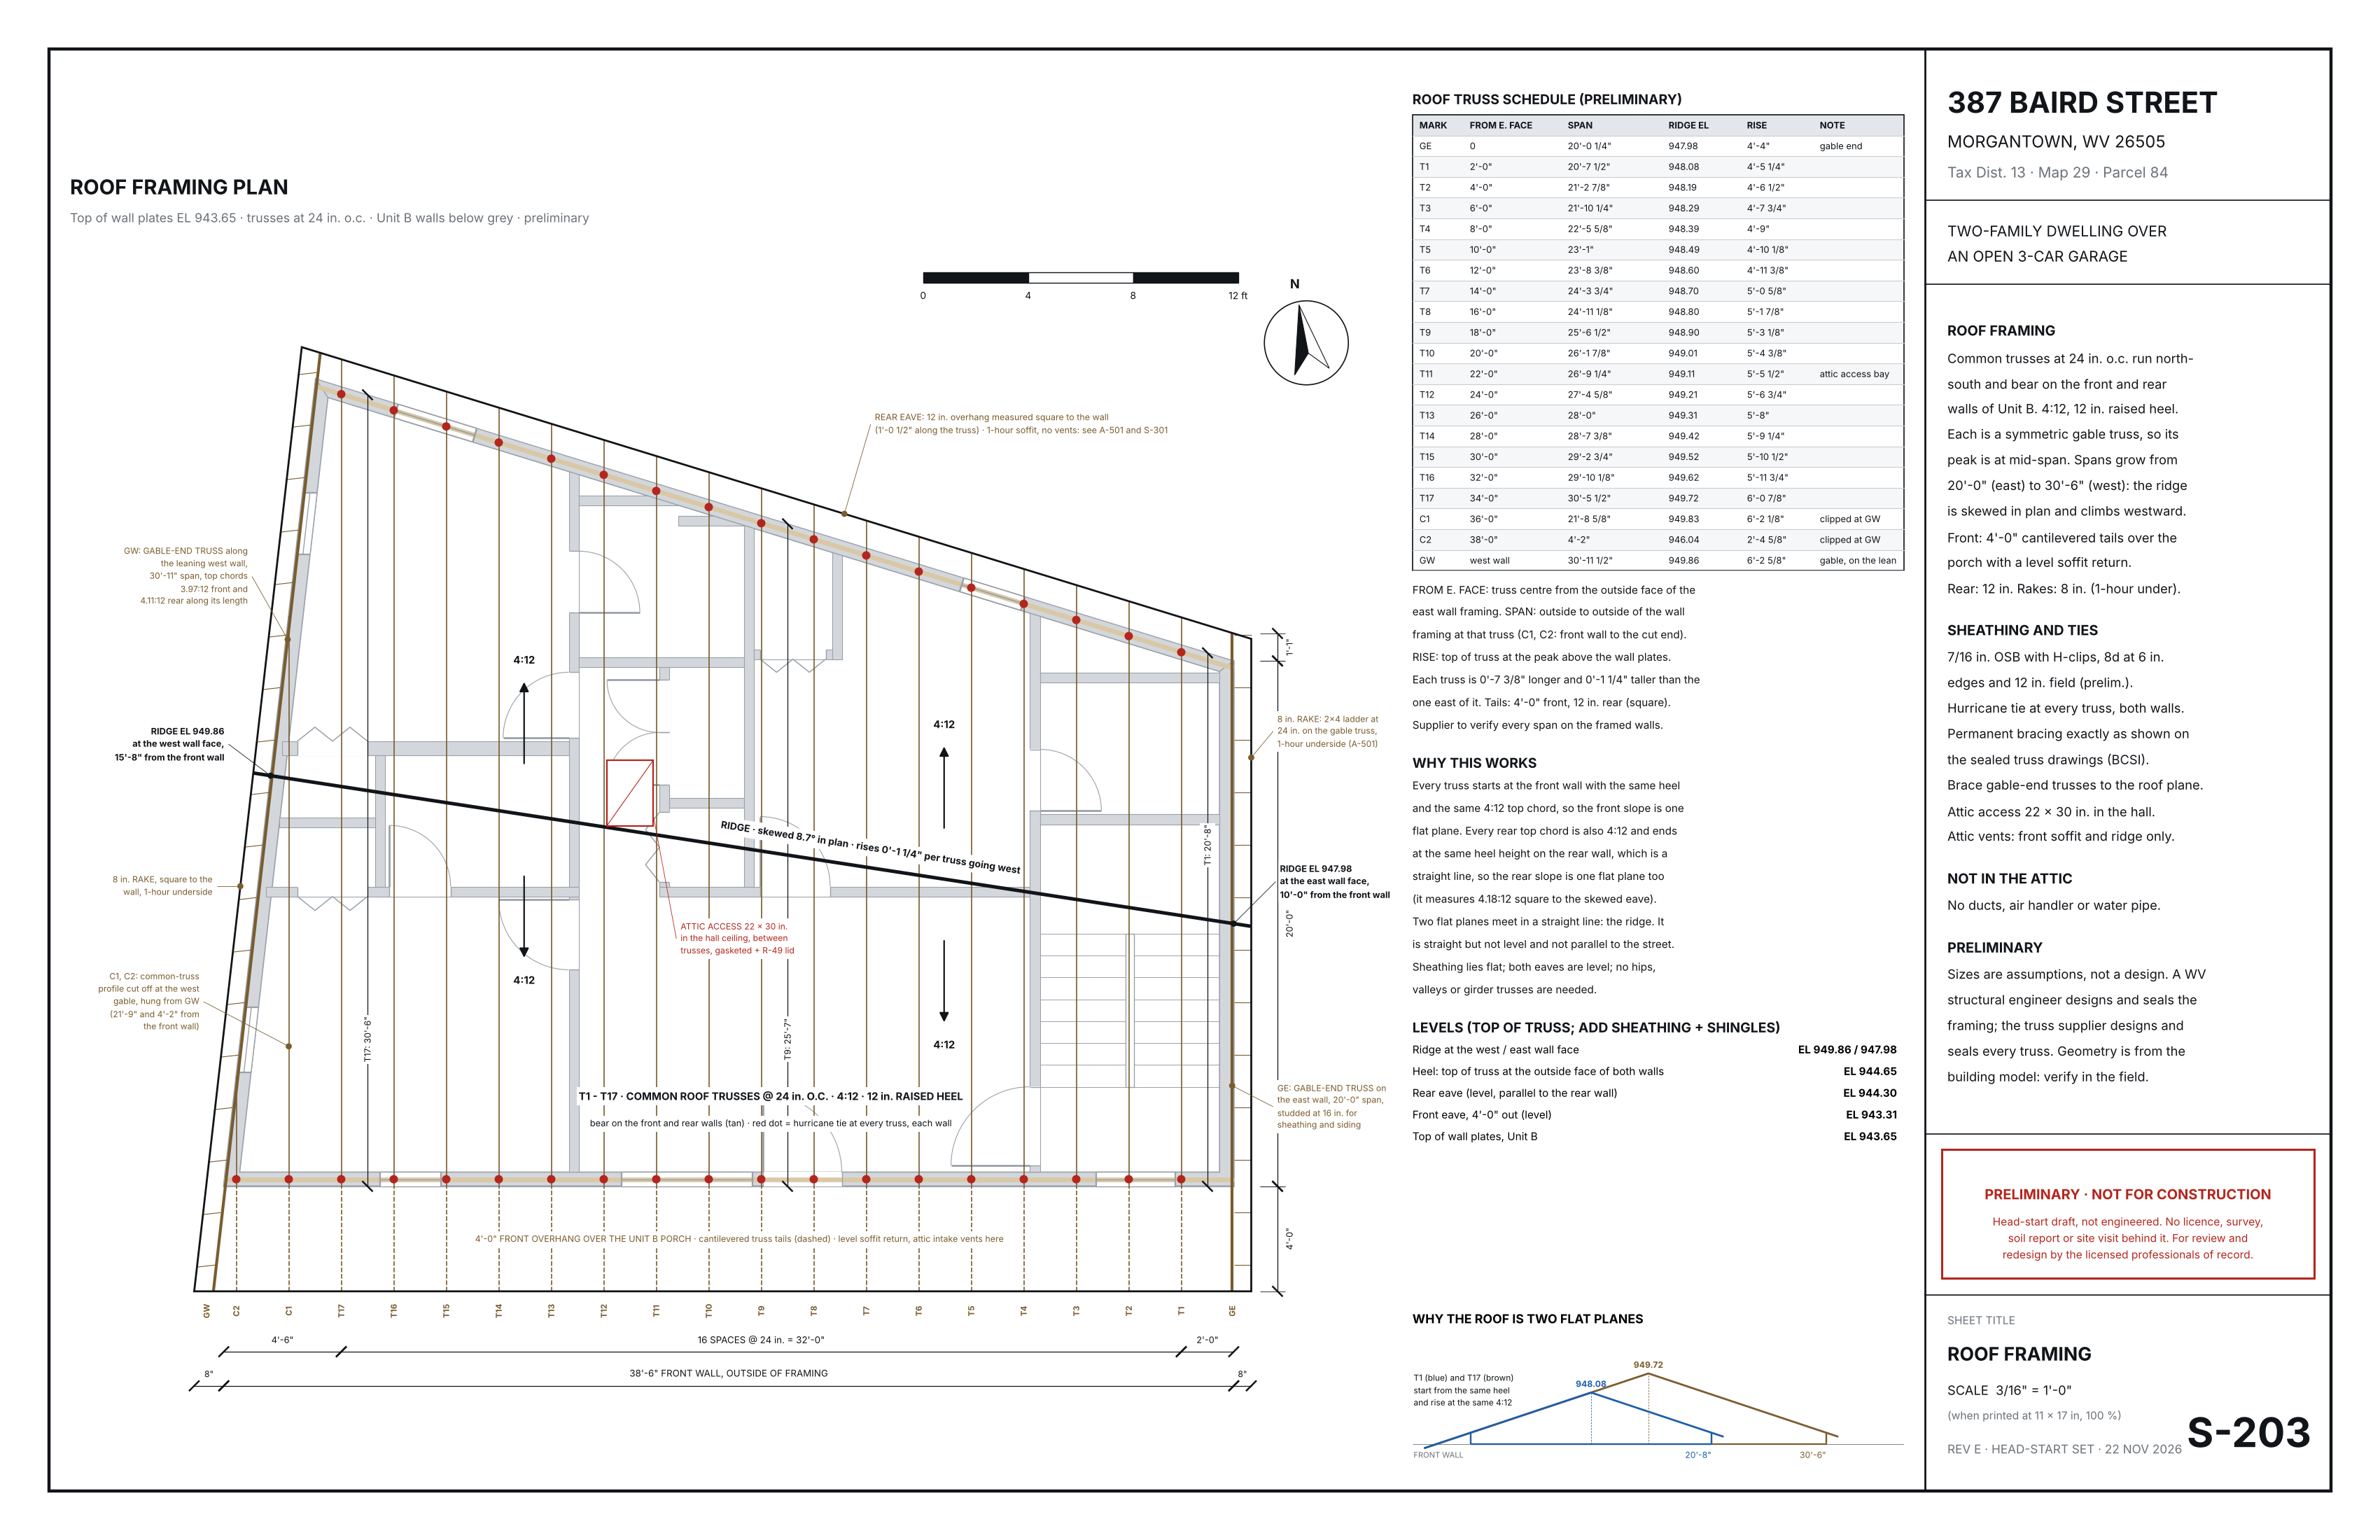 ROOF FRAMING PLAN
Top of wall plates EL 943.65 · trusses at 24 in. o.c. · Unit B walls below grey · preliminary
0 4 8 12 ft
N
REAR EAVE: 12 in. overhang measured square to the wall
(1'-0 1/2" along the truss) · 1-hour soffit, no vents: see A-501 and S-301
GW: GABLE-END TRUSS along
the leaning west wall,
30'-11" span, top chords
3.97:12 front and
4.11:12 rear along its length
RIDGE EL 949.86
at the west wall face,
15'-8" from the front wall
8 in. RAKE, square to the
wall, 1-hour underside
C1, C2: common-truss
profile cut off at the west
gable, hung from GW
(21'-9" and 4'-2" from
the front wall)
4:12
4:12
4:12
4:12
RIDGE · skewed 8.7° in plan · rises 0'-1 1/4" per truss going west
ATTIC ACCESS 22 × 30 in.
in the hall ceiling, between
trusses, gasketed + R-49 lid
T17: 30'-6"
T9: 25'-7"
T1: 20'-8"
1'-1"
20'-0"
4'-0"
8 in. RAKE: 2×4 ladder at
24 in. on the gable truss,
1-hour underside (A-501)
RIDGE EL 947.98
at the east wall face,
10'-0" from the front wall
GE: GABLE-END TRUSS on
the east wall, 20'-0" span,
studded at 16 in. for
sheathing and siding
T1 - T17 · COMMON ROOF TRUSSES @ 24 in. O.C. · 4:12 · 12 in. RAISED HEEL
bear on the front and rear walls (tan) · red dot = hurricane tie at every truss, each wall
4'-0" FRONT OVERHANG OVER THE UNIT B PORCH · cantilevered truss tails (dashed) · level soffit return, attic intake vents here
GW C2 C1 T17 T16 T15 T14 T13 T12 T11 T10 T9 T8 T7 T6 T5 T4 T3 T2 T1 GE
4'-6" 16 SPACES @ 24 in. = 32'-0" 2'-0"
8" 38'-6" FRONT WALL, OUTSIDE OF FRAMING 8"
ROOF TRUSS SCHEDULE (PRELIMINARY)
MARK FROM E. FACE SPAN RIDGE EL RISE NOTE
GE 0 20'-0 1/4" 947.98 4'-4" gable end
T1 2'-0" 20'-7 1/2" 948.08 4'-5 1/4"
T2 4'-0" 21'-2 7/8" 948.19 4'-6 1/2"
T3 6'-0" 21'-10 1/4" 948.29 4'-7 3/4"
T4 8'-0" 22'-5 5/8" 948.39 4'-9"
T5 10'-0" 23'-1" 948.49 4'-10 1/8"
T6 12'-0" 23'-8 3/8" 948.60 4'-11 3/8"
T7 14'-0" 24'-3 3/4" 948.70 5'-0 5/8"
T8 16'-0" 24'-11 1/8" 948.80 5'-1 7/8"
T9 18'-0" 25'-6 1/2" 948.90 5'-3 1/8"
T10 20'-0" 26'-1 7/8" 949.01 5'-4 3/8"
T11 22'-0" 26'-9 1/4" 949.11 5'-5 1/2" attic access bay
T12 24'-0" 27'-4 5/8" 949.21 5'-6 3/4"
T13 26'-0" 28'-0" 949.31 5'-8"
T14 28'-0" 28'-7 3/8" 949.42 5'-9 1/4"
T15 30'-0" 29'-2 3/4" 949.52 5'-10 1/2"
T16 32'-0" 29'-10 1/8" 949.62 5'-11 3/4"
T17 34'-0" 30'-5 1/2" 949.72 6'-0 7/8"
C1 36'-0" 21'-8 5/8" 949.83 6'-2 1/8" clipped at GW
C2 38'-0" 4'-2" 946.04 2'-4 5/8" clipped at GW
GW west wall 30'-11 1/2" 949.86 6'-2 5/8" gable, on the lean
FROM E. FACE: truss centre from the outside face of the
east wall framing. SPAN: outside to outside of the wall
framing at that truss (C1, C2: front wall to the cut end).
RISE: top of truss at the peak above the wall plates.
Each truss is 0'-7 3/8" longer and 0'-1 1/4" taller than the
one east of it. Tails: 4'-0" front, 12 in. rear (square).
Supplier to verify every span on the framed walls.
WHY THIS WORKS
Every truss starts at the front wall with the same heel
and the same 4:12 top chord, so the front slope is one
flat plane. Every rear top chord is also 4:12 and ends
at the same heel height on the rear wall, which is a
straight line, so the rear slope is one flat plane too
(it measures 4.18:12 square to the skewed eave).
Two flat planes meet in a straight line: the ridge. It
is straight but not level and not parallel to the street.
Sheathing lies flat; both eaves are level; no hips,
valleys or girder trusses are needed.
LEVELS (TOP OF TRUSS; ADD SHEATHING + SHINGLES)
Ridge at the west / east wall face EL 949.86 / 947.98
Heel: top of truss at the outside face of both walls EL 944.65
Rear eave (level, parallel to the rear wall) EL 944.30
Front eave, 4'-0" out (level) EL 943.31
Top of wall plates, Unit B EL 943.65
WHY THE ROOF IS TWO FLAT PLANES
T1 (blue) and T17 (brown)
start from the same heel
and rise at the same 4:12
948.08
949.72
FRONT WALL
20'-8"
30'-6"
387 BAIRD STREET
MORGANTOWN, WV 26505
Tax Dist. 13 · Map 29 · Parcel 84
TWO-FAMILY DWELLING OVER
AN OPEN 3-CAR GARAGE
ROOF FRAMING
Common trusses at 24 in. o.c. run north-
south and bear on the front and rear
walls of Unit B. 4:12, 12 in. raised heel.
Each is a symmetric gable truss, so its
peak is at mid-span. Spans grow from
20'-0" (east) to 30'-6" (west): the ridge
is skewed in plan and climbs westward.
Front: 4'-0" cantilevered tails over the
porch with a level soffit return.
Rear: 12 in. Rakes: 8 in. (1-hour under).
SHEATHING AND TIES
7/16 in. OSB with H-clips, 8d at 6 in.
edges and 12 in. field (prelim.).
Hurricane tie at every truss, both walls.
Permanent bracing exactly as shown on
the sealed truss drawings (BCSI).
Brace gable-end trusses to the roof plane.
Attic access 22 × 30 in. in the hall.
Attic vents: front soffit and ridge only.
NOT IN THE ATTIC
No ducts, air handler or water pipe.
PRELIMINARY
Sizes are assumptions, not a design. A WV
structural engineer designs and seals the
framing; the truss supplier designs and
seals every truss. Geometry is from the
building model: verify in the field.
PRELIMINARY · NOT FOR CONSTRUCTION
Head-start draft, not engineered. No licence, survey,
soil report or site visit behind it. For review and
redesign by the licensed professionals of record.
SHEET TITLE
ROOF FRAMING
SCALE 3/16" = 1'-0"
(when printed at 11 × 17 in, 100 %)
REV E · HEAD-START SET · 22 NOV 2026
S-203